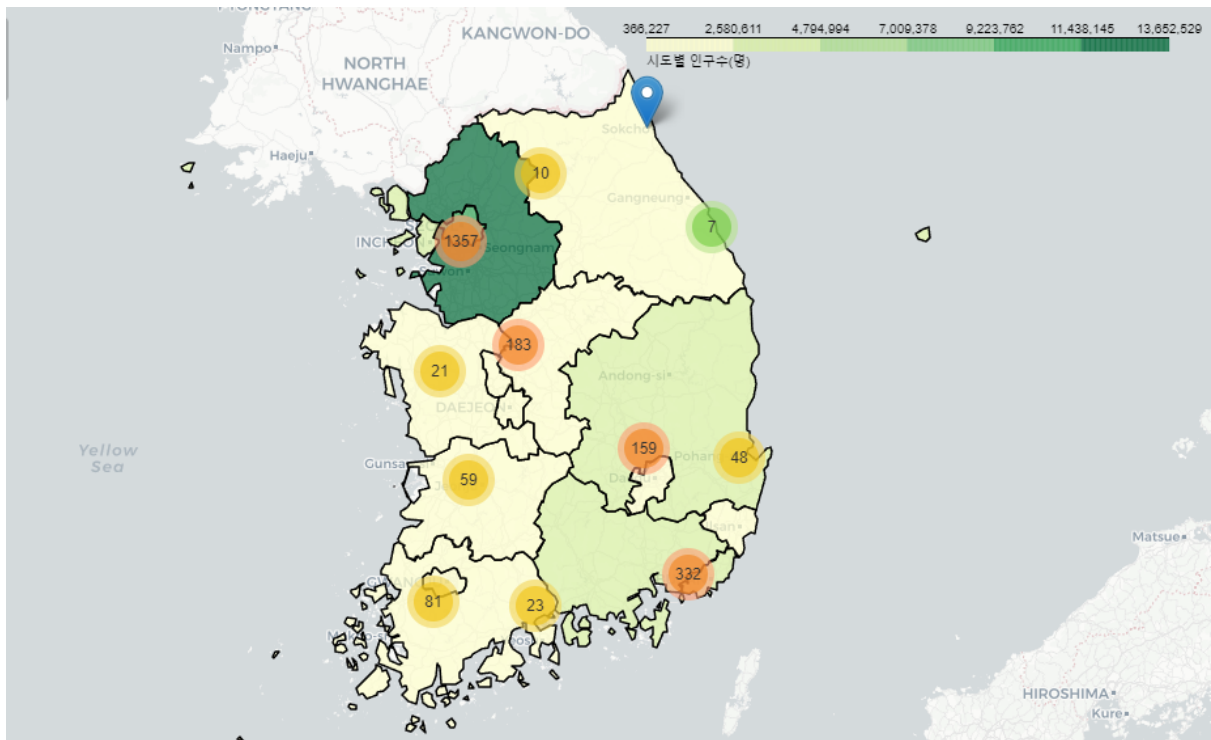 366,227 2,580,611 4,794,994 7,009,378 9,223,762 11,438,145 13,652,529
시도별 인구수(명)
KANGWON-DO
Nampo
NORTH
HWANGHAE
Sokcho
Haeju
10
Gangneung
7
INCHEON
1357
Seongnam
183
21
Andong-si
DAEJEON
Yellow
Sea
159
48
Pohang
Gunsan
59
Daegu
Ulsan
Matsue
332
81
23
HIROSHIMA
Kure